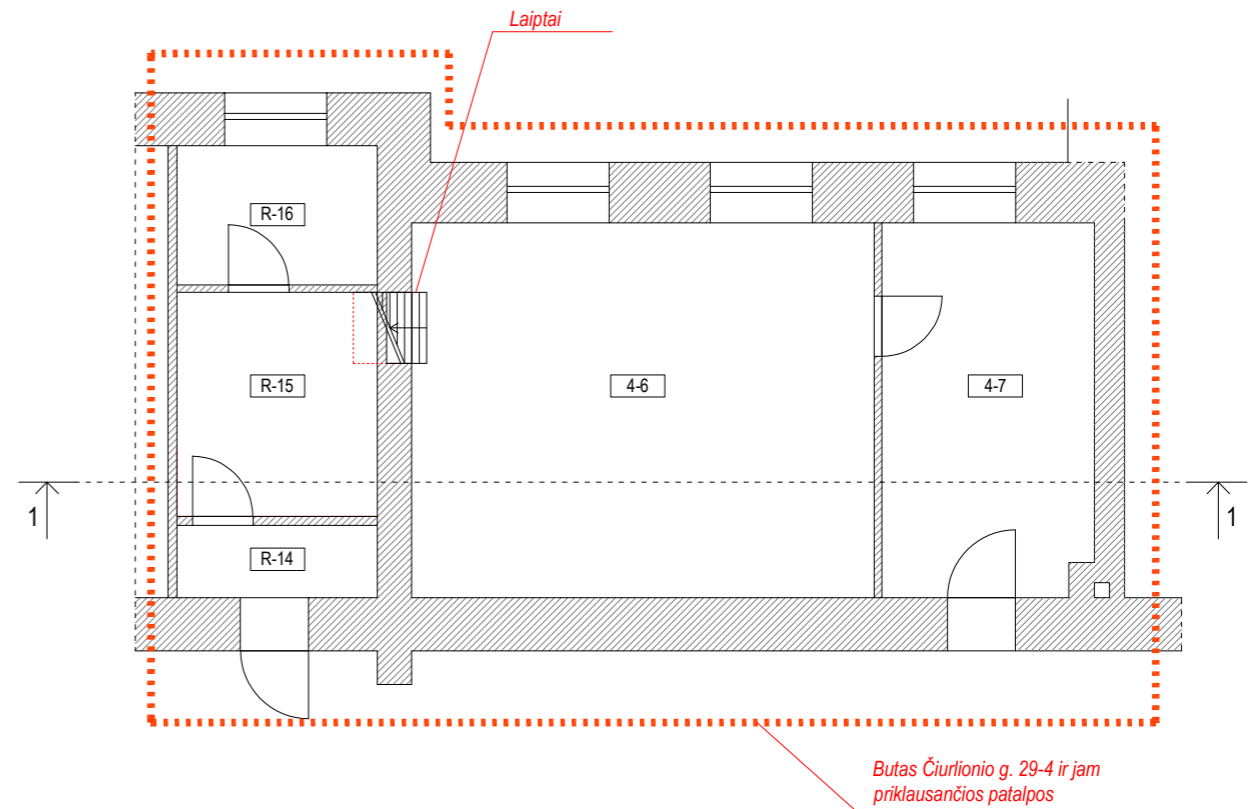 Laiptai
R-16
R-15
4-6
4-7
1
1
R-14
Butas Čiurlionio g. 29-4 ir jam
priklausančios patalpos